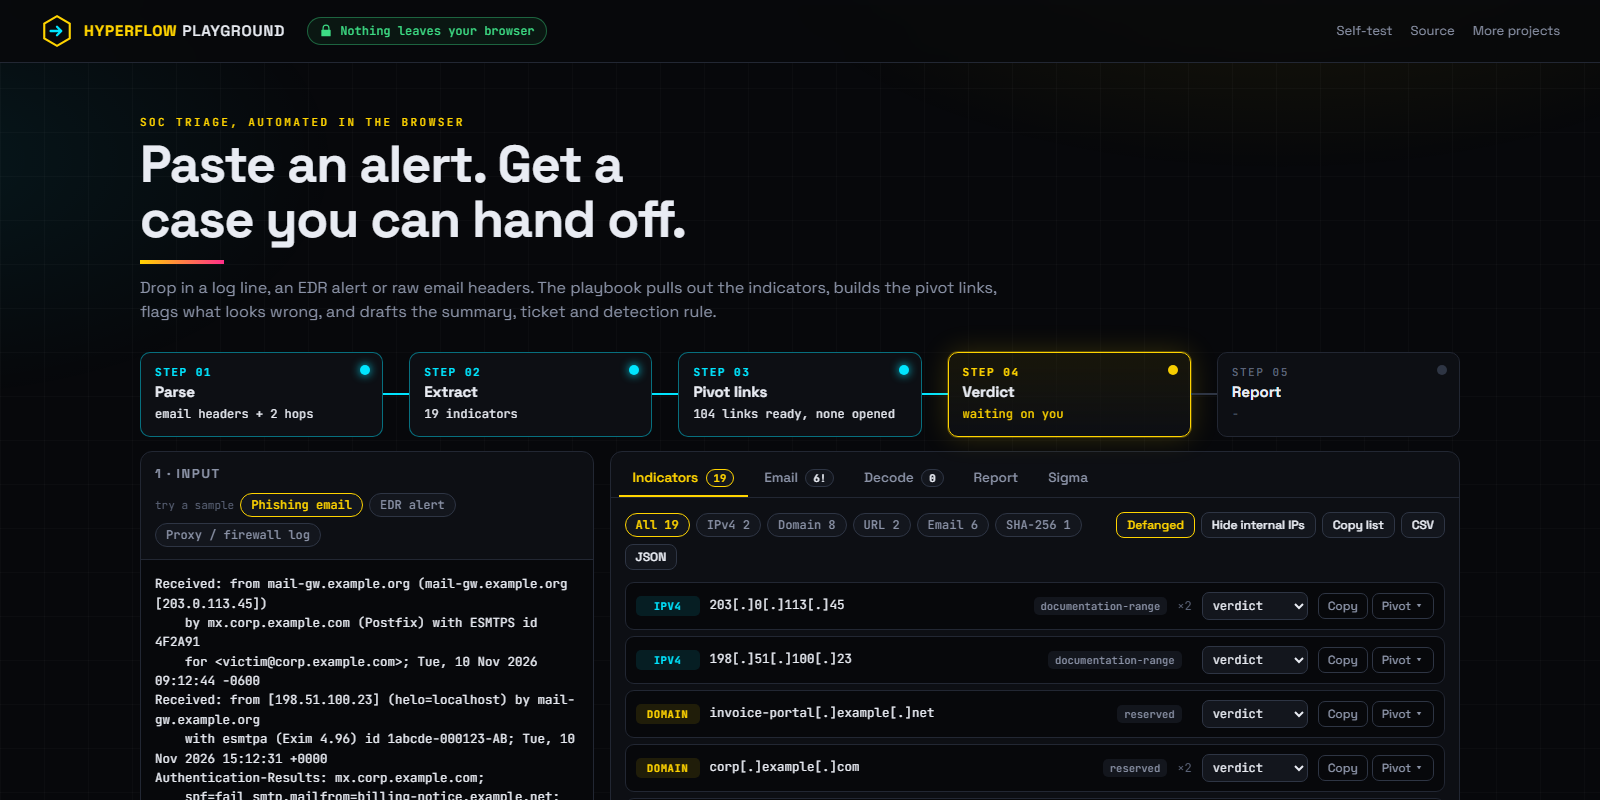 HYPERFLOW PLAYGROUND
Nothing leaves your browser
Self-test
Source
More projects
SOC TRIAGE, AUTOMATED IN THE BROWSER
Paste an alert. Get a
case you can hand off.
Drop in a log line, an EDR alert or raw email headers. The playbook pulls out the indicators, builds the pivot links,
flags what looks wrong, and drafts the summary, ticket and detection rule.
STEP 01
Parse
email headers + 2 hops
STEP 02
Extract
19 indicators
STEP 03
Pivot links
104 links ready, none opened
STEP 04
Verdict
waiting on you
STEP 05
Report
-
1 · INPUT
try a sample
Phishing email
EDR alert
Proxy / firewall log
Received: from mail-gw.example.org (mail-gw.example.org
[203.0.113.45])
by mx.corp.example.com (Postfix) with ESMTPS id
4F2A91
for <victim@corp.example.com>; Tue, 10 Nov 2026
09:12:44 -0600
Received: from [198.51.100.23] (helo=localhost) by mail-
gw.example.org
with esmtpa (Exim 4.96) id 1abcde-000123-AB; Tue, 10
Nov 2026 15:12:31 +0000
Authentication-Results: mx.corp.example.com;
spf=fail smtp.mailfrom=billing-notice.example.net;
Indicators 19
Email 6!
Decode 0
Report
Sigma
All 19
IPv4 2
Domain 8
URL 2
Email 6
SHA-256 1
Defanged
Hide internal IPs
Copy list
CSV
JSON
IPV4 203[.]0[.]113[.]45 documentation-range ×2 verdict Copy Pivot ▾
IPV4 198[.]51[.]100[.]23 documentation-range verdict Copy Pivot ▾
DOMAIN invoice-portal[.]example[.]net reserved verdict Copy Pivot ▾
DOMAIN corp[.]example[.]com reserved ×2 verdict Copy Pivot ▾